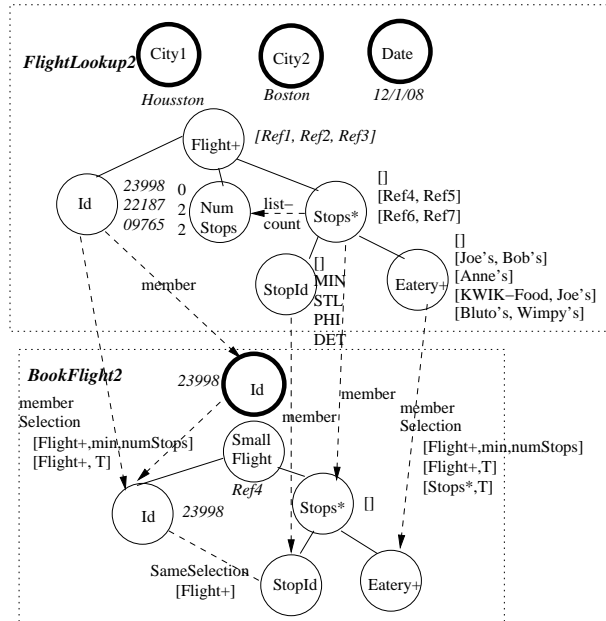 City1
City2
Date
FlightLookup2
Housston
Boston
12/1/08
Flight+
[Ref1, Ref2, Ref3]
Id
23998
22187
09765
0
2
2
Num
Stops
list–
count
Stops*
[]
[Ref4, Ref5]
[Ref6, Ref7]
member
StopId
[]
MIN
STL
PHI
DET
Eatery+
[]
[Joe's, Bob's]
[Anne's]
[KWIK–Food, Joe's]
[Bluto's, Wimpy's]
BookFlight2
23998
Id
member
Selection
[Flight+,min,numStops]
[Flight+, T]
member
member
member
Selection
[Flight+,min,numStops]
[Flight+,T]
[Stops*,T]
Small
Flight
Ref4
Id
23998
Stops*
[]
SameSelection
[Flight+]
StopId
Eatery+